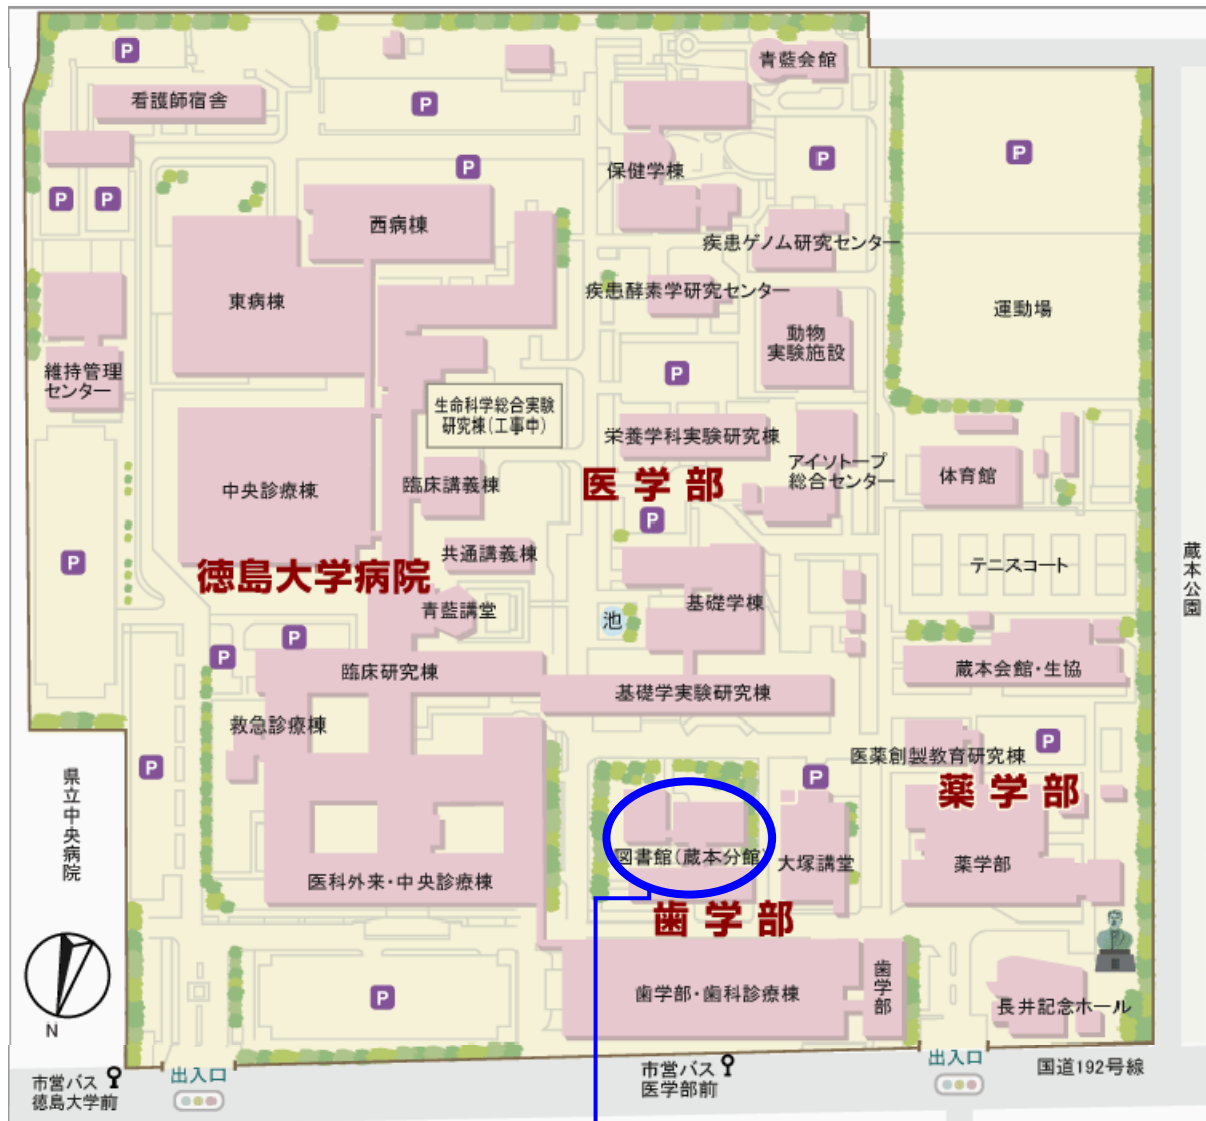 P
青藍会館
看護師宿舎
P
P
保健学棟
P
P
P
P
P
西病棟
疾患ゲノム研究センター
疾患酵素学研究センター
東病棟
運動場
動物
実験施設
維持管理
センター
P
生命科学総合実験
研究棟(工事中)
栄養学科実験研究棟
アイソトープ
総合センター
医学部
体育館
中央診療棟
臨床講義棟
P
共通講義棟
P
テニスコート
蔵本公園
徳島大学病院
青藍講堂
池
基礎学棟
P
P
臨床研究棟
基礎学実験研究棟
蔵本会館・生協
救急診療棟
P
医薬創製教育研究棟
P
P
薬学部
県立中央病院
図書館(蔵本分館)
大塚講堂
薬学部
医科外来・中央診療棟
歯学部
N
P
歯学部・歯科診療棟
歯学部
長井記念ホール
市営バス
徳島大学前
出入口
市営バス
医学部前
出入口
国道192号線